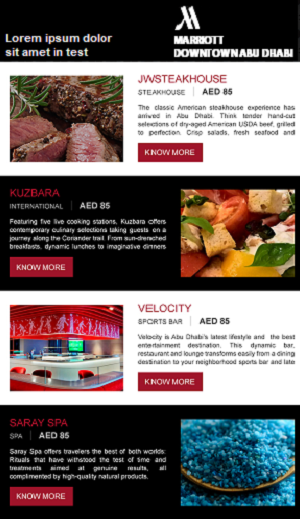 Lorem ipsum dolor
sit amet in test
MARRIOTT
DOWNTOWN ABU DHABI
JW STEAKHOUSE
STEAKHOUSE | AED 85
The classic American steakhouse experience has
arrived in Abu Dhabi. Think tender hand-cut
selections of dry-aged American USDA beef, grilled
to perfection. Crisp salads, fresh seafood and
KNOW MORE
KUZBARA
INTERNATIONAL | AED 85
Featuring five live cooking stations, Kuzbara offers
contemporary culinary selections taking guests on a
journey along the Coriander trail. From sun-drenched
breakfasts, dynamic lunches to imaginative dinners
KNOW MORE
VELOCITY
SPORTS BAR | AED 85
Velocity is Abu Dhabi's latest lifestyle and the best
entertainment destination. This dynamic bar,
restaurant and lounge transforms easily from a dining
destination to your neighborhood sports bar and late
KNOW MORE
SARAY SPA
SPA | AED 85
Saray Spa offers travellers the best of both worlds:
Rituals that have withstood the test of time and
treatments aimed at genuine results, all
complimented by high-quality natural products.
KNOW MORE